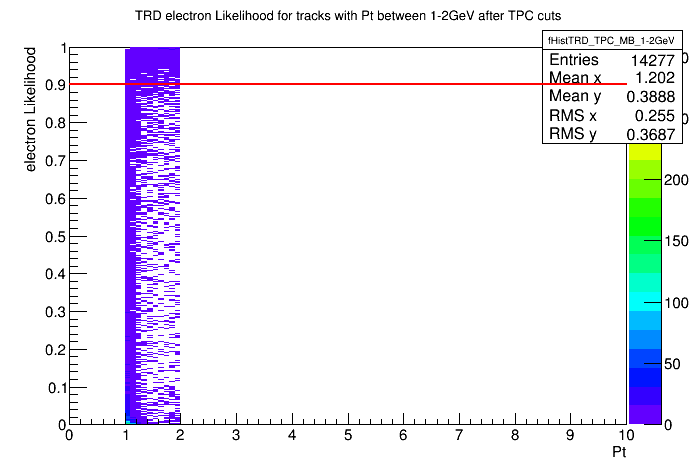 TRD electron Likelihood for tracks with Pt between 1-2GeV after TPC cuts
fHistTRD_TPC_MB_1-2GeV
Entries 14277
Mean x 1.202
Mean y 0.3888
RMS x 0.255
RMS y 0.3687
electron Likelihood
1
0.9
0.8
0.7
0.6
0.5
0.4
0.3
0.2
0.1
0
0 1 2 3 4 5 6 7 8 9 10
Pt
200
150
100
50
0